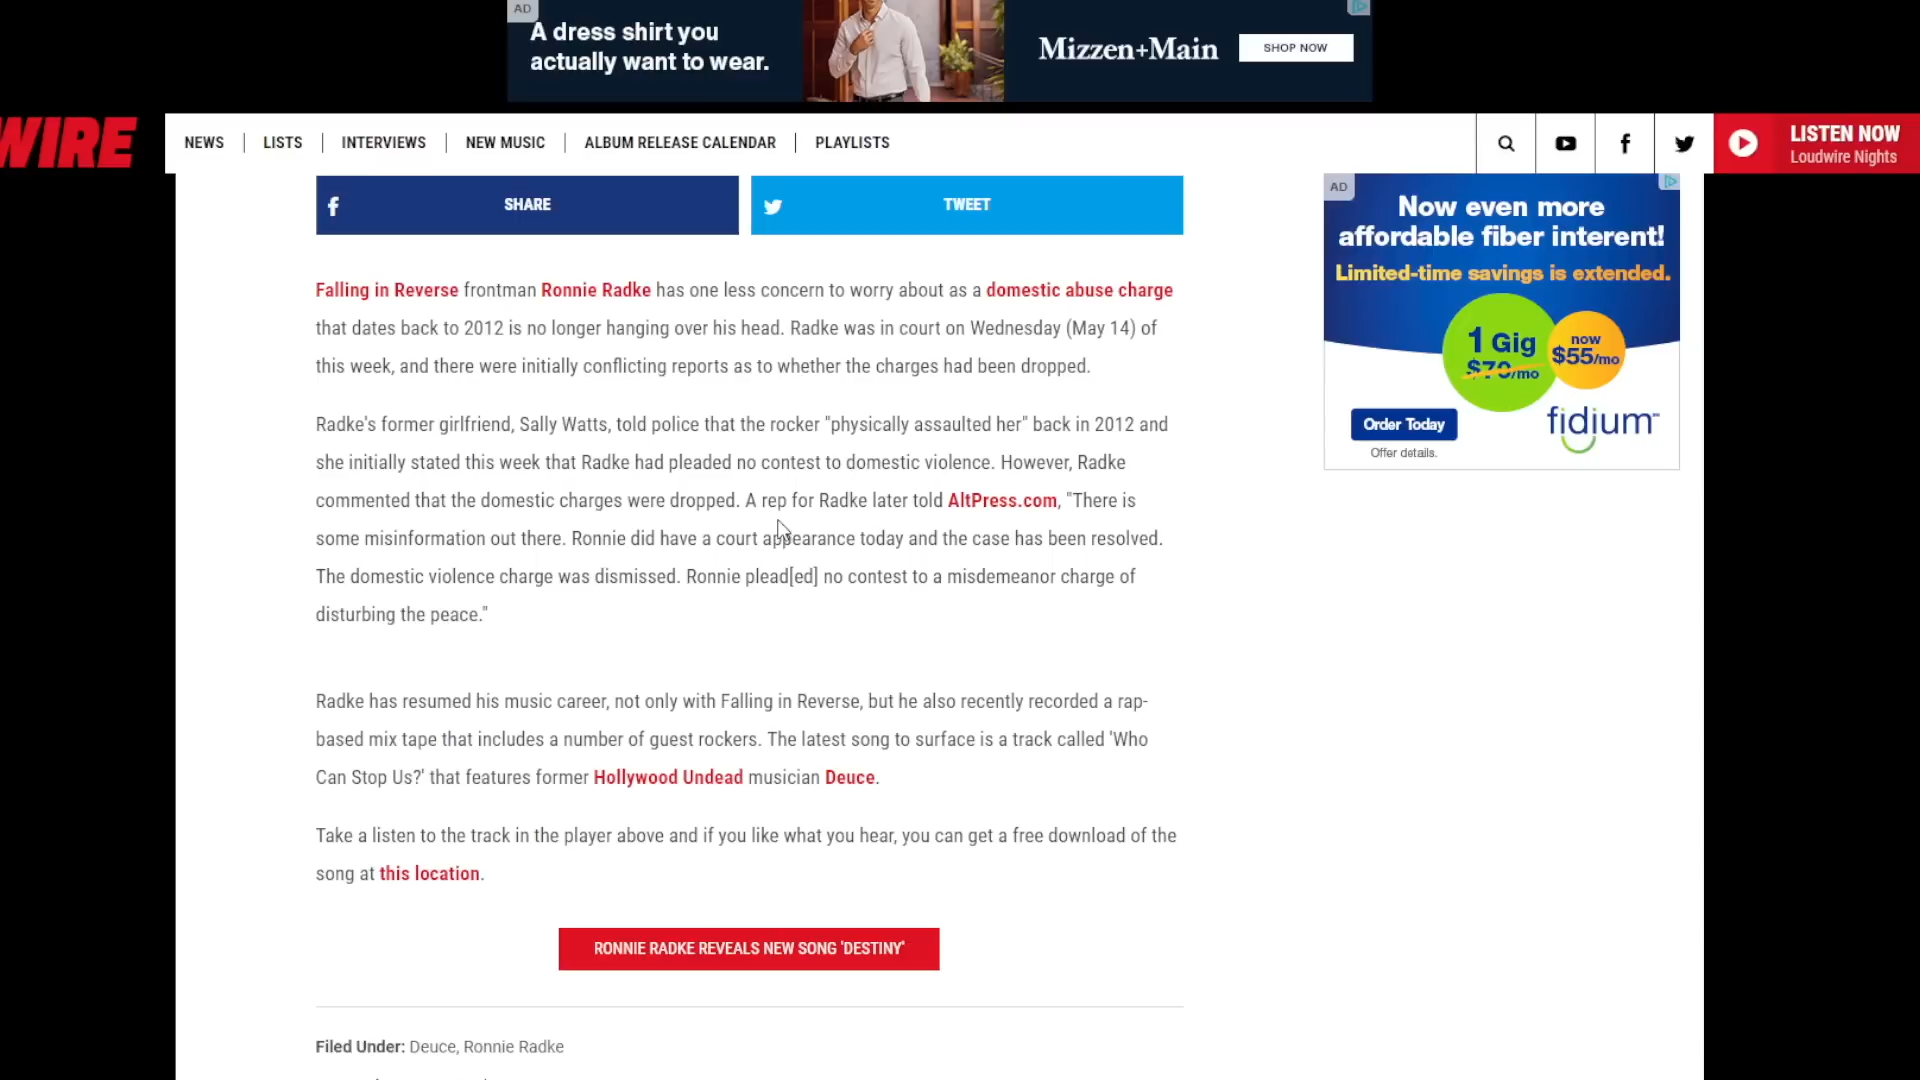 AD
A dress shirt you
actually want to wear.
Mizzen+Main
SHOP NOW
WIRE
NEWS
LISTS
INTERVIEWS
NEW MUSIC
ALBUM RELEASE CALENDAR
PLAYLISTS
LISTEN NOW
Loudwire Nights
SHARE
TWEET
Falling in Reverse frontman Ronnie Radke has one less concern to worry about as a domestic abuse charge
that dates back to 2012 is no longer hanging over his head. Radke was in court on Wednesday (May 14) of
this week, and there were initially conflicting reports as to whether the charges had been dropped.
Radke's former girlfriend, Sally Watts, told police that the rocker "physically assaulted her" back in 2012 and
she initially stated this week that Radke had pleaded no contest to domestic violence. However, Radke
commented that the domestic charges were dropped. A rep for Radke later told AltPress.com, "There is
some misinformation out there. Ronnie did have a court appearance today and the case has been resolved.
The domestic violence charge was dismissed. Ronnie plead[ed] no contest to a misdemeanor charge of
disturbing the peace."
Radke has resumed his music career, not only with Falling in Reverse, but he also recently recorded a rap-
based mix tape that includes a number of guest rockers. The latest song to surface is a track called 'Who
Can Stop Us?' that features former Hollywood Undead musician Deuce.
Take a listen to the track in the player above and if you like what you hear, you can get a free download of the
song at this location.
RONNIE RADKE REVEALS NEW SONG 'DESTINY'
Filed Under: Deuce, Ronnie Radke
AD
Now even more
affordable fiber interent!
Limited-time savings is extended.
1 Gig
$70/mo
now
$55/mo
Order Today
Offer details.
fidium